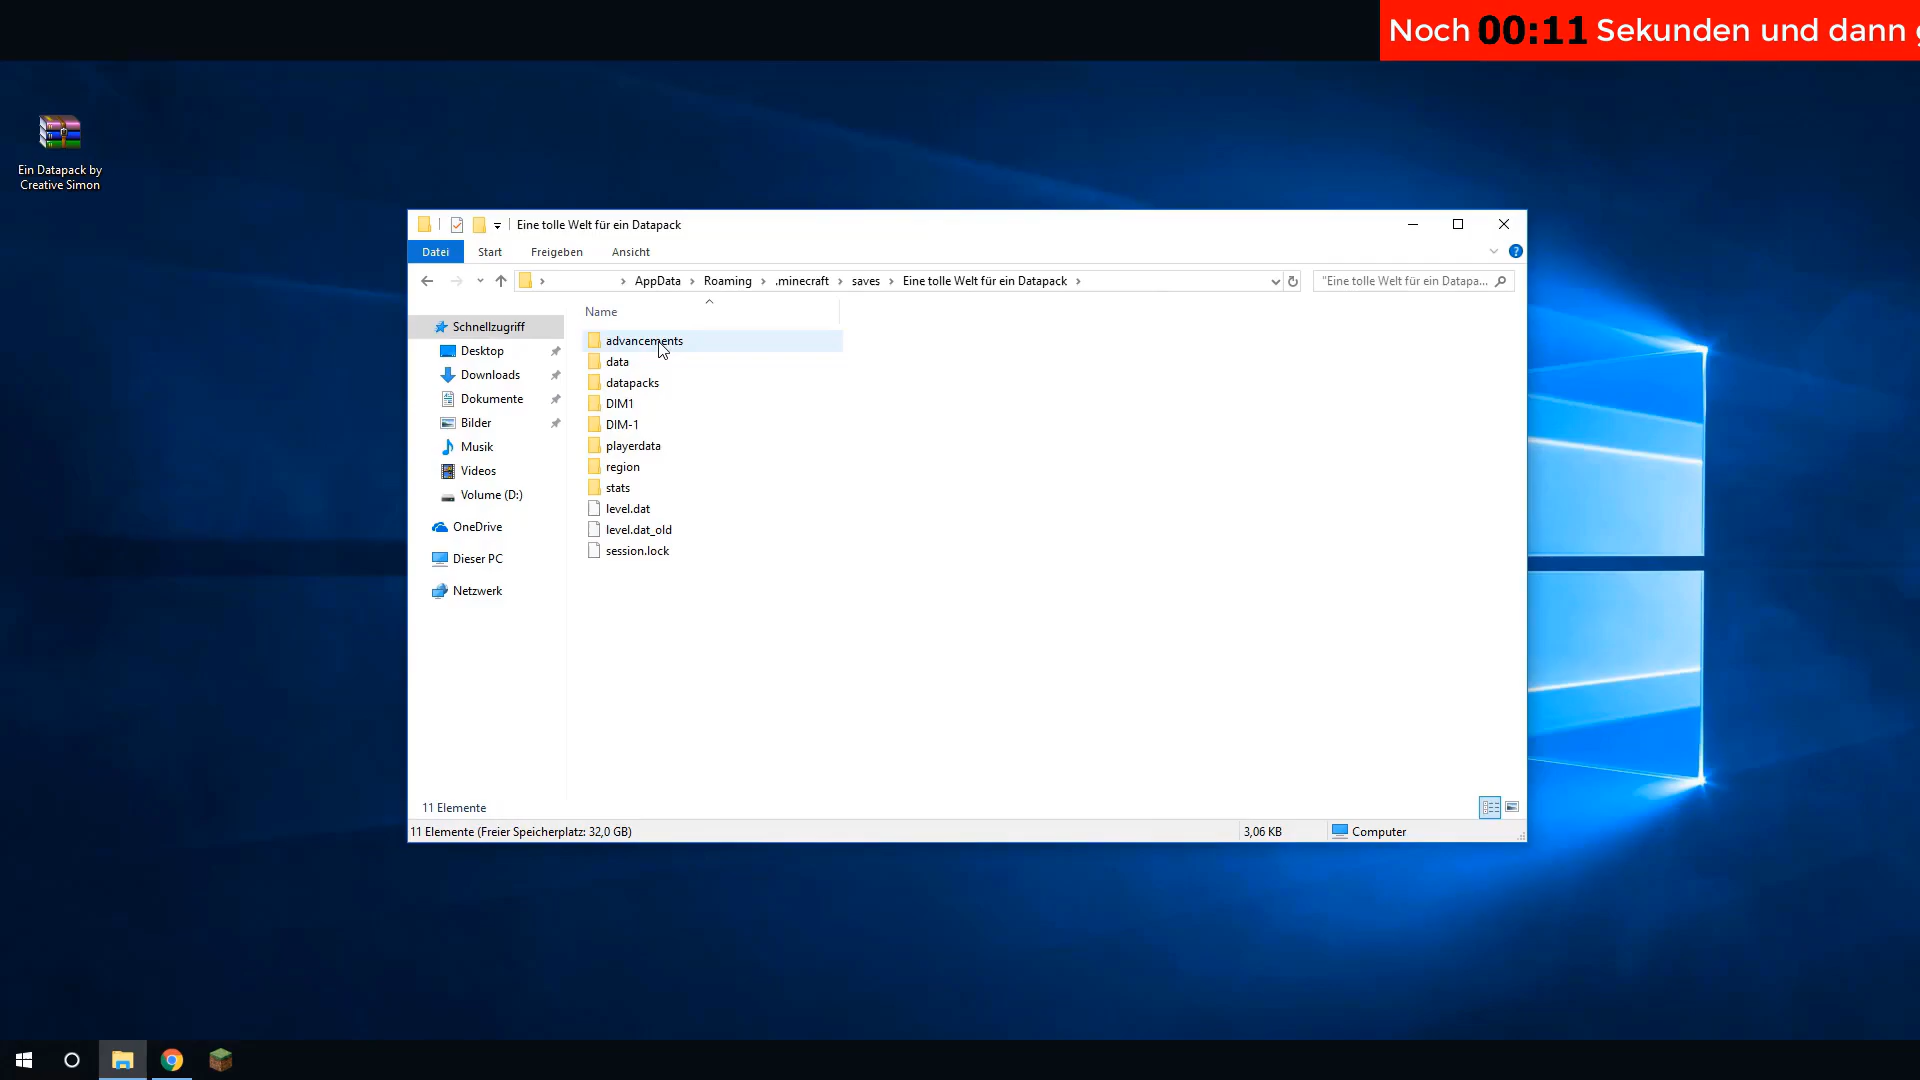 Noch 00:11 Sekunden und dann
Ein Datapack by
Creative Simon
Eine tolle Welt für ein Datapack
Datei Start Freigeben Ansicht
AppData Roaming .minecraft saves Eine tolle Welt für ein Datapack
"Eine tolle Welt für ein Datapa...
Name
Schnellzugriff
Desktop
Downloads
Dokumente
Bilder
Musik
Videos
Volume (D:)
OneDrive
Dieser PC
Netzwerk
advancements
data
datapacks
DIM1
DIM-1
playerdata
region
stats
level.dat
level.dat_old
session.lock
11 Elemente
11 Elemente (Freier Speicherplatz: 32,0 GB)
3,06 KB
Computer